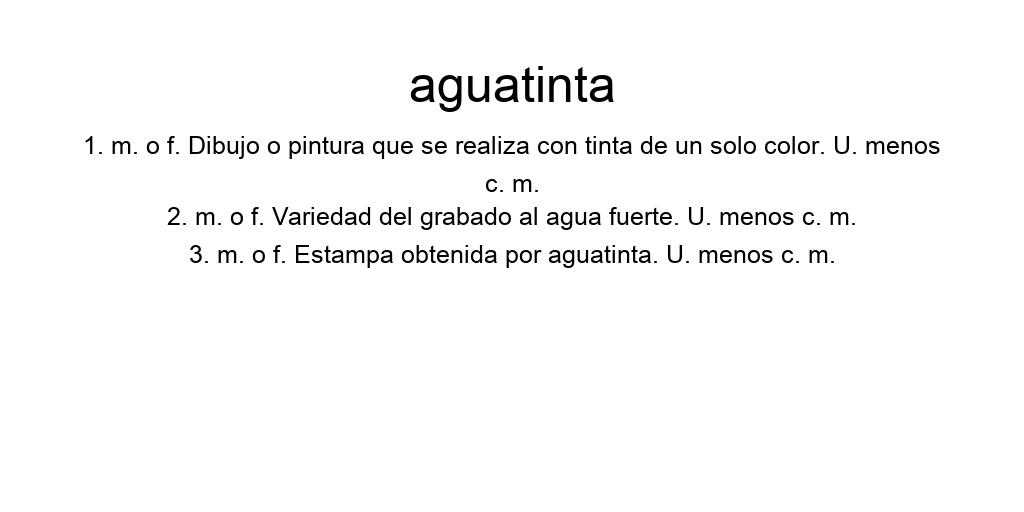 aguatinta
1. m. o f. Dibujo o pintura que se realiza con tinta de un solo color. U. menos
c. m.
2. m. o f. Variedad del grabado al agua fuerte. U. menos c. m.
3. m. o f. Estampa obtenida por aguatinta. U. menos c. m.